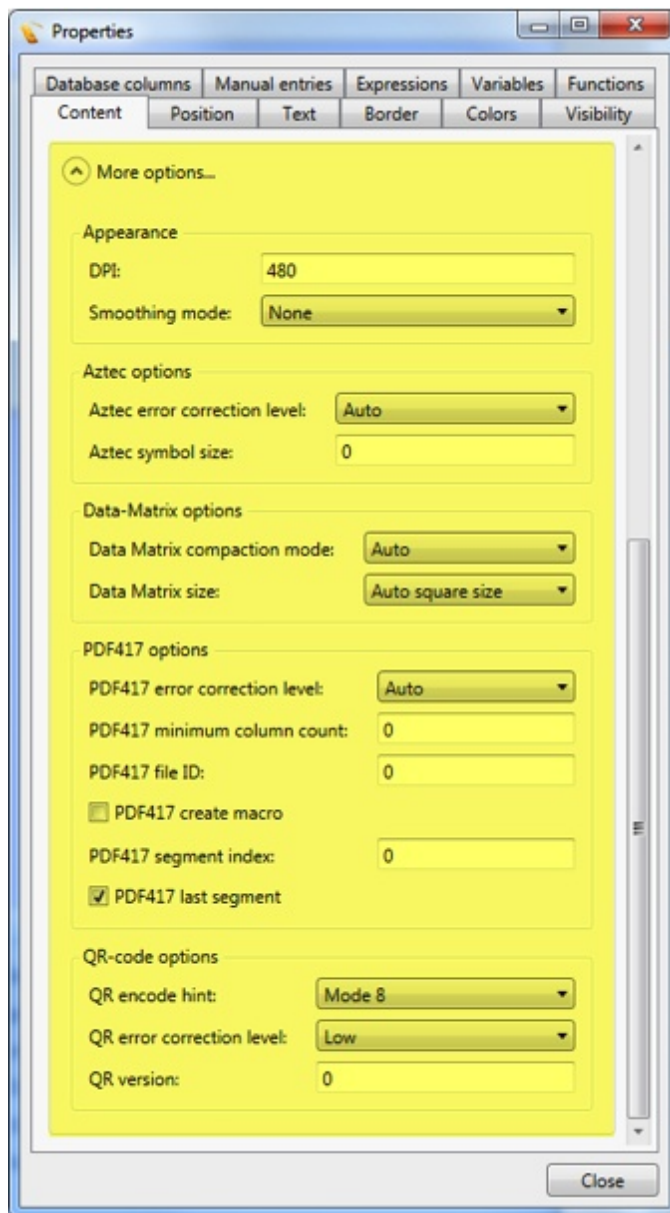 Properties
Database columns Manual entries Expressions Variables Functions
Content Position Text Border Colors Visibility
More options...
Appearance
DPI: 480
Smoothing mode: None
Aztec options
Aztec error correction level: Auto
Aztec symbol size: 0
Data-Matrix options
Data Matrix compaction mode: Auto
Data Matrix size: Auto square size
PDF417 options
PDF417 error correction level: Auto
PDF417 minimum column count: 0
PDF417 file ID: 0
PDF417 create macro
PDF417 segment index: 0
PDF417 last segment
QR-code options
QR encode hint: Mode 8
QR error correction level: Low
QR version: 0
Close